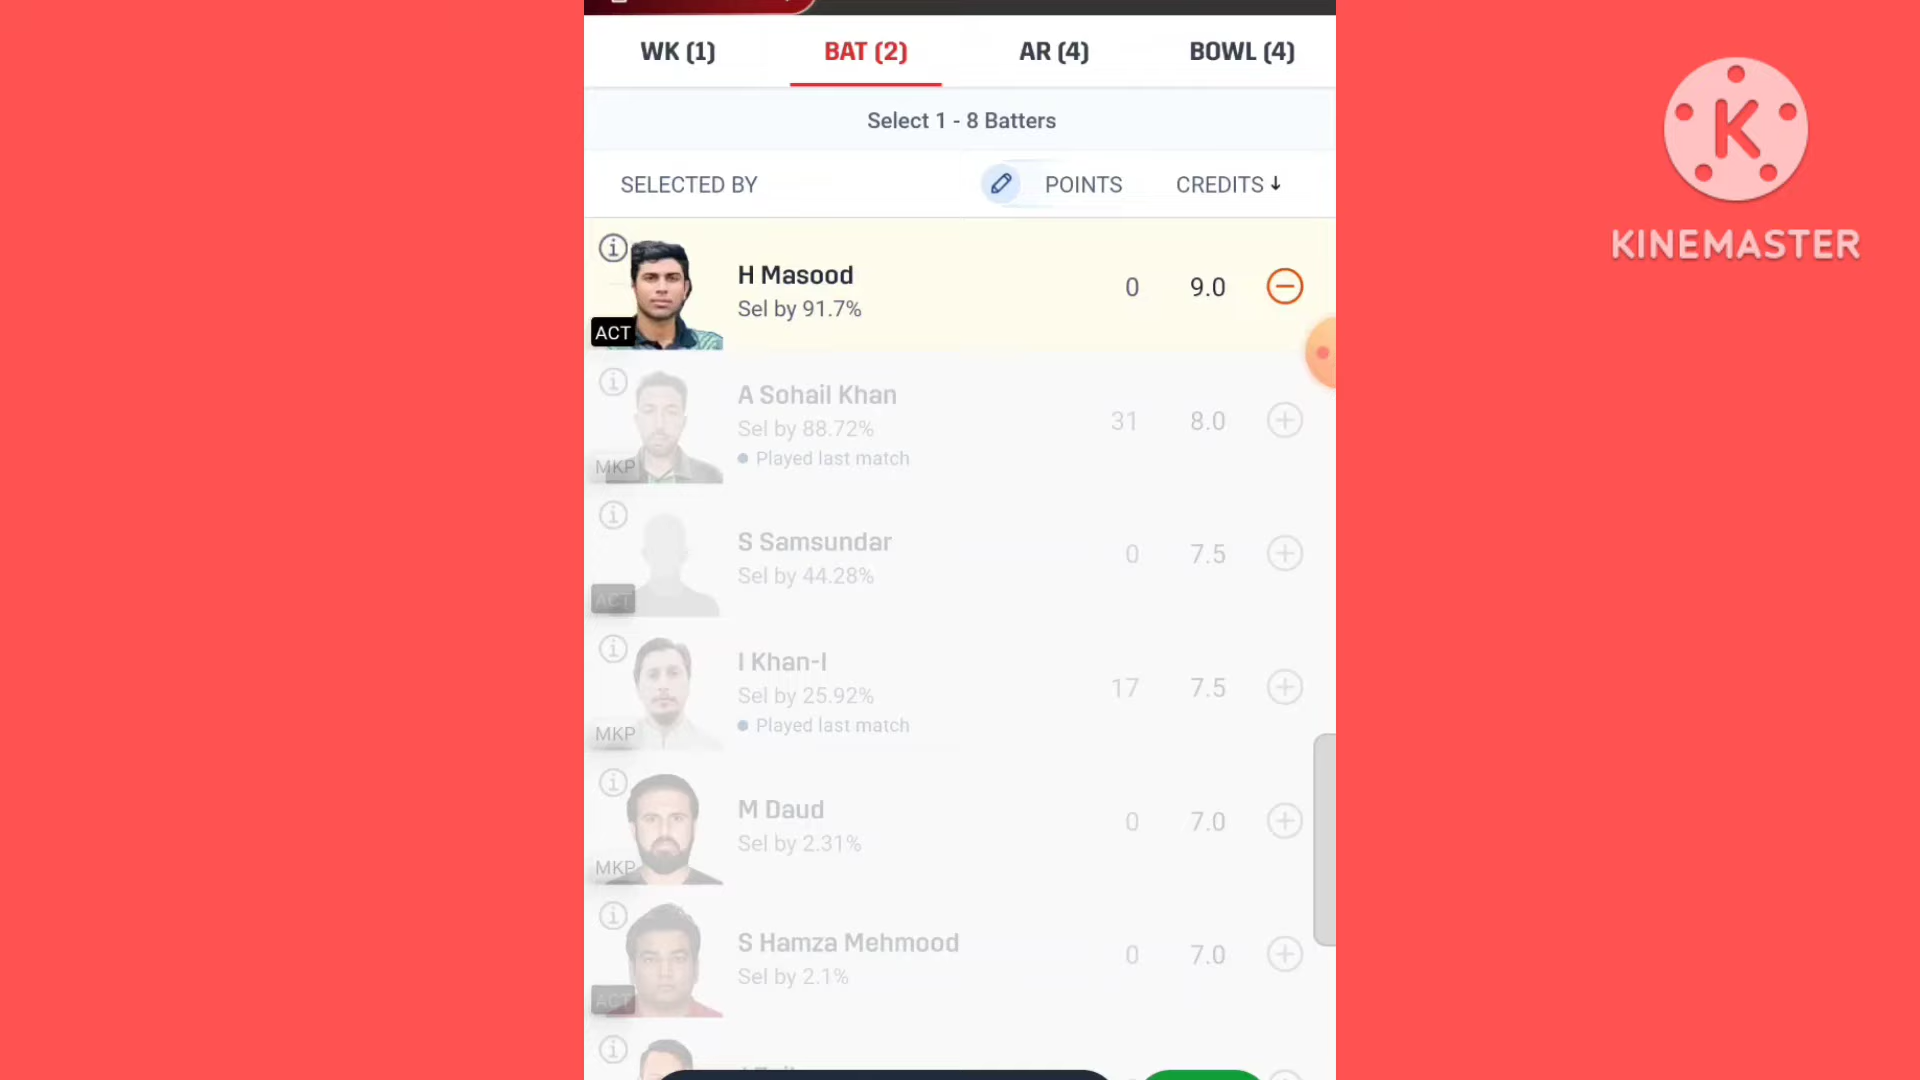 WK (1) BAT (2) AR (4) BOWL (4)
Select 1 - 8 Batters
SELECTED BY POINTS CREDITS ↓
H Masood
Sel by 91.7%
0 9.0
ACT
A Sohail Khan
Sel by 88.72%
Played last match
31 8.0
MKP
S Samsundar
Sel by 44.28%
0 7.5
ACT
I Khan-I
Sel by 25.92%
Played last match
17 7.5
MKP
M Daud
Sel by 2.31%
0 7.0
MKP
S Hamza Mehmood
Sel by 2.1%
0 7.0
ACT
K
KINEMASTER